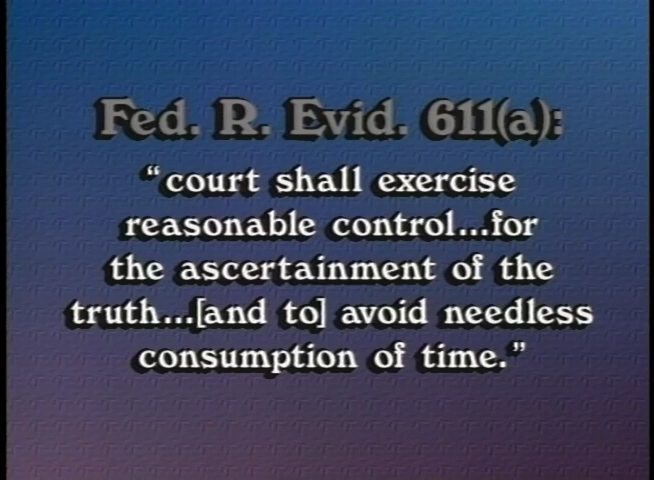 Fed. R. Evid. 611(a):
“court shall exercise
reasonable control...for
the ascertainment of the
truth...[and to] avoid needless
consumption of time.”